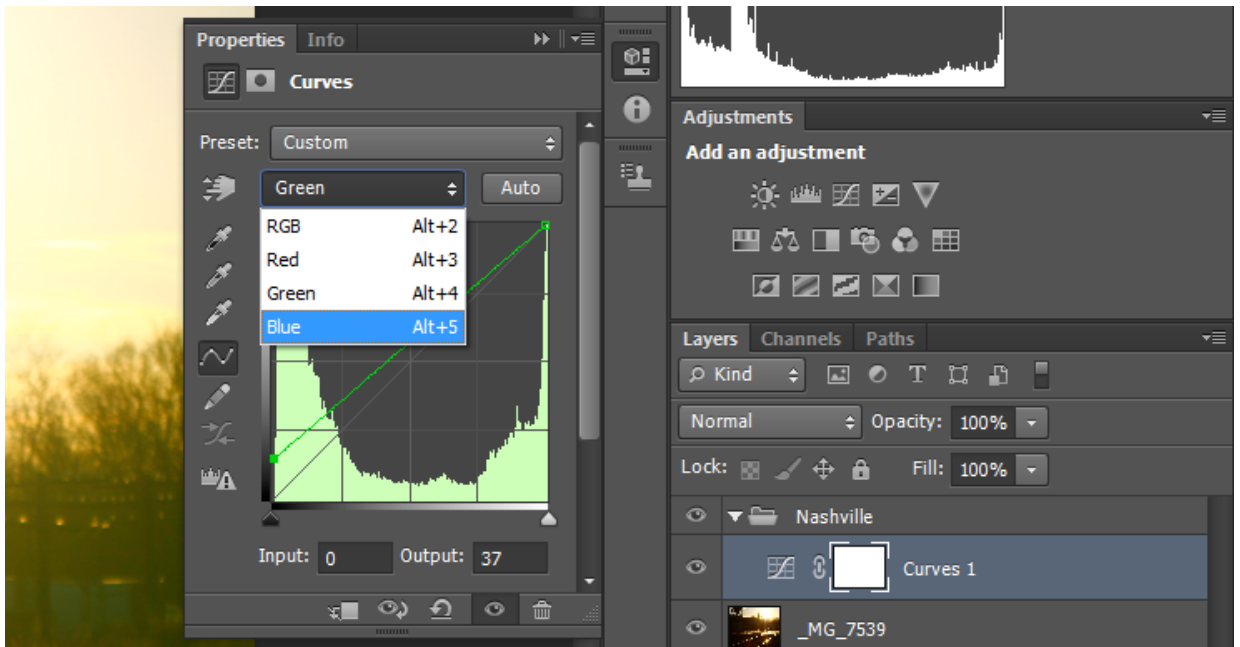 Properties Info
Curves
Preset: Custom
Green Auto
RGB Alt+2
Red Alt+3
Green Alt+4
Blue Alt+5
Input: 0 Output: 37
Adjustments
Add an adjustment
Layers Channels Paths
Kind
Normal Opacity: 100%
Lock: Fill: 100%
Nashville
Curves 1
_MG_7539